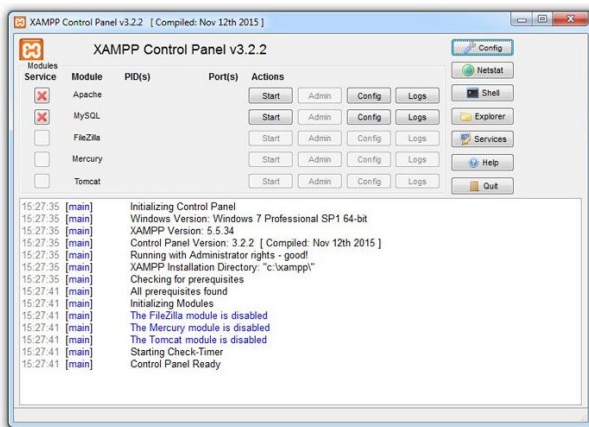 XAMPP Control Panel v3.2.2 [ Compiled: Nov 12th 2015 ]
XAMPP Control Panel v3.2.2
Config
Modules
Service Module PID(s) Port(s) Actions
Netstat
Apache Start Admin Config Logs
Shell
MySQL Start Admin Config Logs
Explorer
FileZilla Start Admin Config Logs
Services
Mercury Start Admin Config Logs
Help
Tomcat Start Admin Config Logs
Quit
15:27:35 [main] Initializing Control Panel
15:27:35 [main] Windows Version: Windows 7 Professional SP1 64-bit
15:27:35 [main] XAMPP Version: 5.5.34
15:27:35 [main] Control Panel Version: 3.2.2 [ Compiled: Nov 12th 2015 ]
15:27:35 [main] Running with Administrator rights - good!
15:27:35 [main] XAMPP Installation Directory: "c:\xampp\"
15:27:35 [main] Checking for prerequisites
15:27:41 [main] All prerequisites found
15:27:41 [main] Initializing Modules
15:27:41 [main] The FileZilla module is disabled
15:27:41 [main] The Mercury module is disabled
15:27:41 [main] The Tomcat module is disabled
15:27:41 [main] Starting Check-Timer
15:27:41 [main] Control Panel Ready